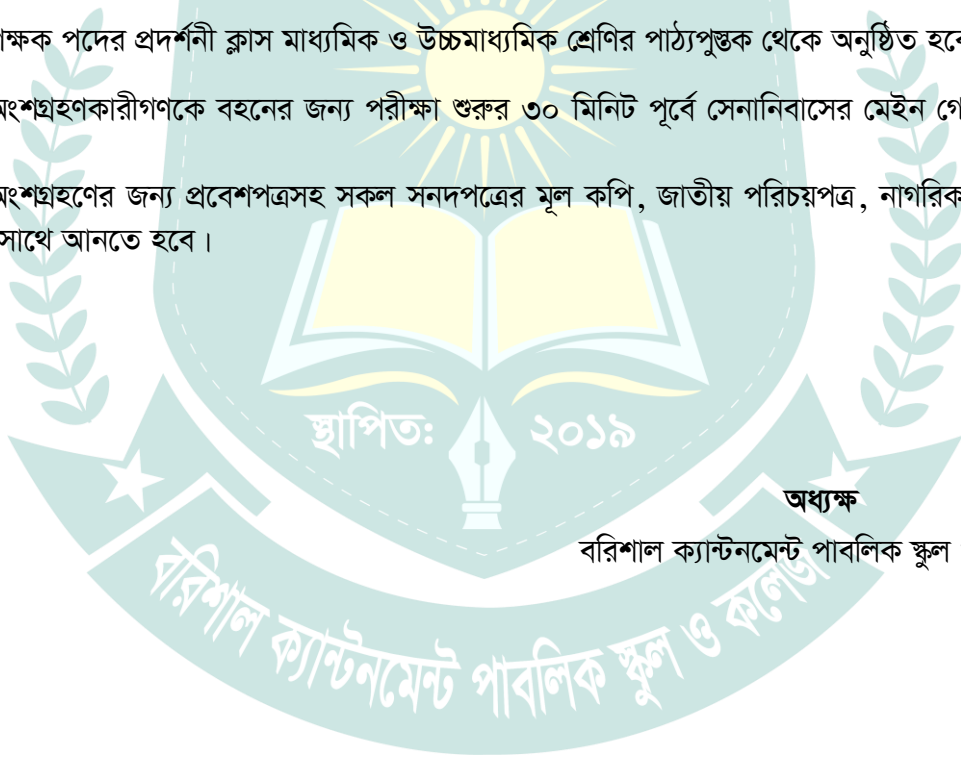 ক্ষক পদের প্রদর্শনী ক্লাস মাধ্যমিক ও উচ্চমাধ্যমিক শ্রেণির পাঠ্যপুস্তক থেকে অনুষ্ঠিত হবে
অংশগ্রহণকারীগণকে বহনের জন্য পরীক্ষা শুরুর ৩০ মিনিট পূর্বে সেনানিবাসের মেইন গে
অংশগ্রহণের জন্য প্রবেশপত্রসহ সকল সনদপত্রের মূল কপি, জাতীয় পরিচয়পত্র, নাগরিক
সাথে আনতে হবে।
স্থাপিতঃ ২০১৯
অধ্যক্ষ
বরিশাল ক্যান্টনমেন্ট পাবলিক স্কুল
বরিশাল ক্যান্টনমেন্ট পাবলিক স্কুল ও কলেজ